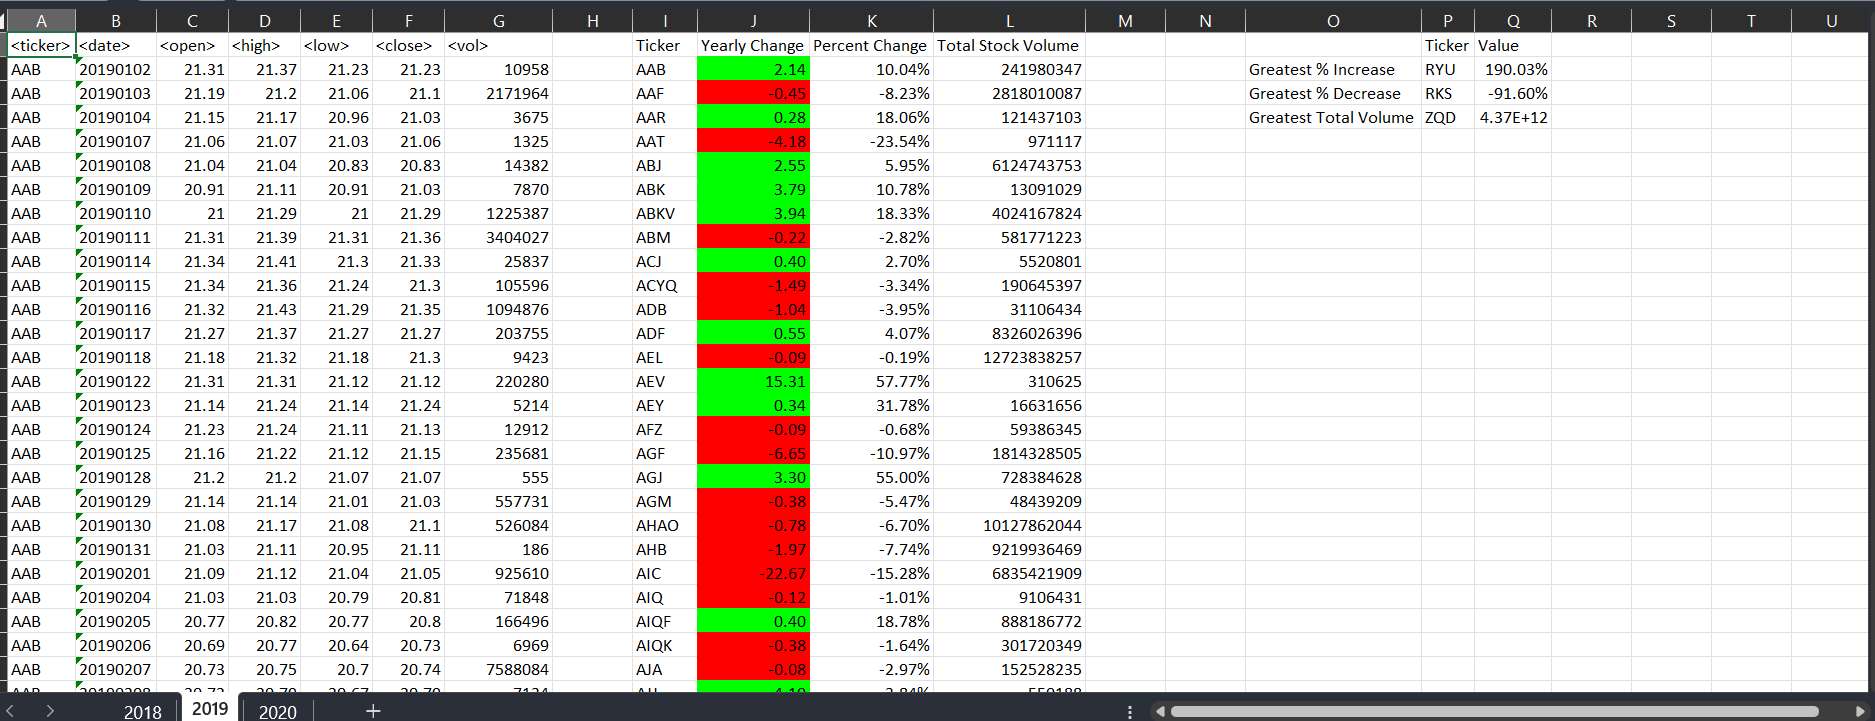 A B C D E F G H I J K L M N O P Q R S T U
<ticker> <date> <open> <high> <low> <close> <vol> Ticker Yearly Change Percent Change Total Stock Volume Ticker Value
AAB 20190102 21.31 21.37 21.23 21.23 10958 AAB 2.14 10.04% 241980347 Greatest % Increase RYU 190.03%
AAB 20190103 21.19 21.2 21.06 21.1 2171964 AAF -0.45 -8.23% 2818010087 Greatest % Decrease RKS -91.60%
AAB 20190104 21.15 21.17 20.96 21.03 3675 AAR 0.28 18.06% 121437103 Greatest Total Volume ZQD 4.37E+12
AAB 20190107 21.06 21.07 21.03 21.06 1325 AAT -4.18 -23.54% 971117
AAB 20190108 21.04 21.04 20.83 20.83 14382 ABJ 2.55 5.95% 6124743753
AAB 20190109 20.91 21.11 20.91 21.03 7870 ABK 3.79 10.78% 13091029
AAB 20190110 21 21.29 21 21.29 1225387 ABKV 3.94 18.33% 4024167824
AAB 20190111 21.31 21.39 21.31 21.36 3404027 ABM -0.22 -2.82% 581771223
AAB 20190114 21.34 21.41 21.3 21.33 25837 ACJ 0.40 2.70% 5520801
AAB 20190115 21.34 21.36 21.24 21.3 105596 ACYQ -1.49 -3.34% 190645397
AAB 20190116 21.32 21.43 21.29 21.35 1094876 ADB -1.04 -3.95% 31106434
AAB 20190117 21.27 21.37 21.27 21.27 203755 ADF 0.55 4.07% 8326026396
AAB 20190118 21.18 21.32 21.18 21.3 9423 AEL -0.09 -0.19% 12723838257
AAB 20190122 21.31 21.31 21.12 21.12 220280 AEV 15.31 57.77% 310625
AAB 20190123 21.14 21.24 21.14 21.24 5214 AEY 0.34 31.78% 16631656
AAB 20190124 21.23 21.24 21.11 21.13 12912 AFZ -0.09 -0.68% 59386345
AAB 20190125 21.16 21.22 21.12 21.15 235681 AGF -6.65 -10.97% 1814328505
AAB 20190128 21.2 21.2 21.07 21.07 555 AGJ 3.30 55.00% 728384628
AAB 20190129 21.14 21.14 21.01 21.03 557731 AGM -0.38 -5.47% 48439209
AAB 20190130 21.08 21.17 21.08 21.1 526084 AHAO -0.78 -6.70% 10127862044
AAB 20190131 21.03 21.11 20.95 21.11 186 AHB -1.97 -7.74% 9219936469
AAB 20190201 21.09 21.12 21.04 21.05 925610 AIC -22.67 -15.28% 6835421909
AAB 20190204 21.03 21.03 20.79 20.81 71848 AIQ -0.12 -1.01% 9106431
AAB 20190205 20.77 20.82 20.77 20.8 166496 AIQF 0.40 18.78% 888186772
AAB 20190206 20.69 20.77 20.64 20.73 6969 AIQK -0.38 -1.64% 301720349
AAB 20190207 20.73 20.75 20.7 20.74 7588084 AJA -0.08 -2.97% 152528235
2018 2019 2020